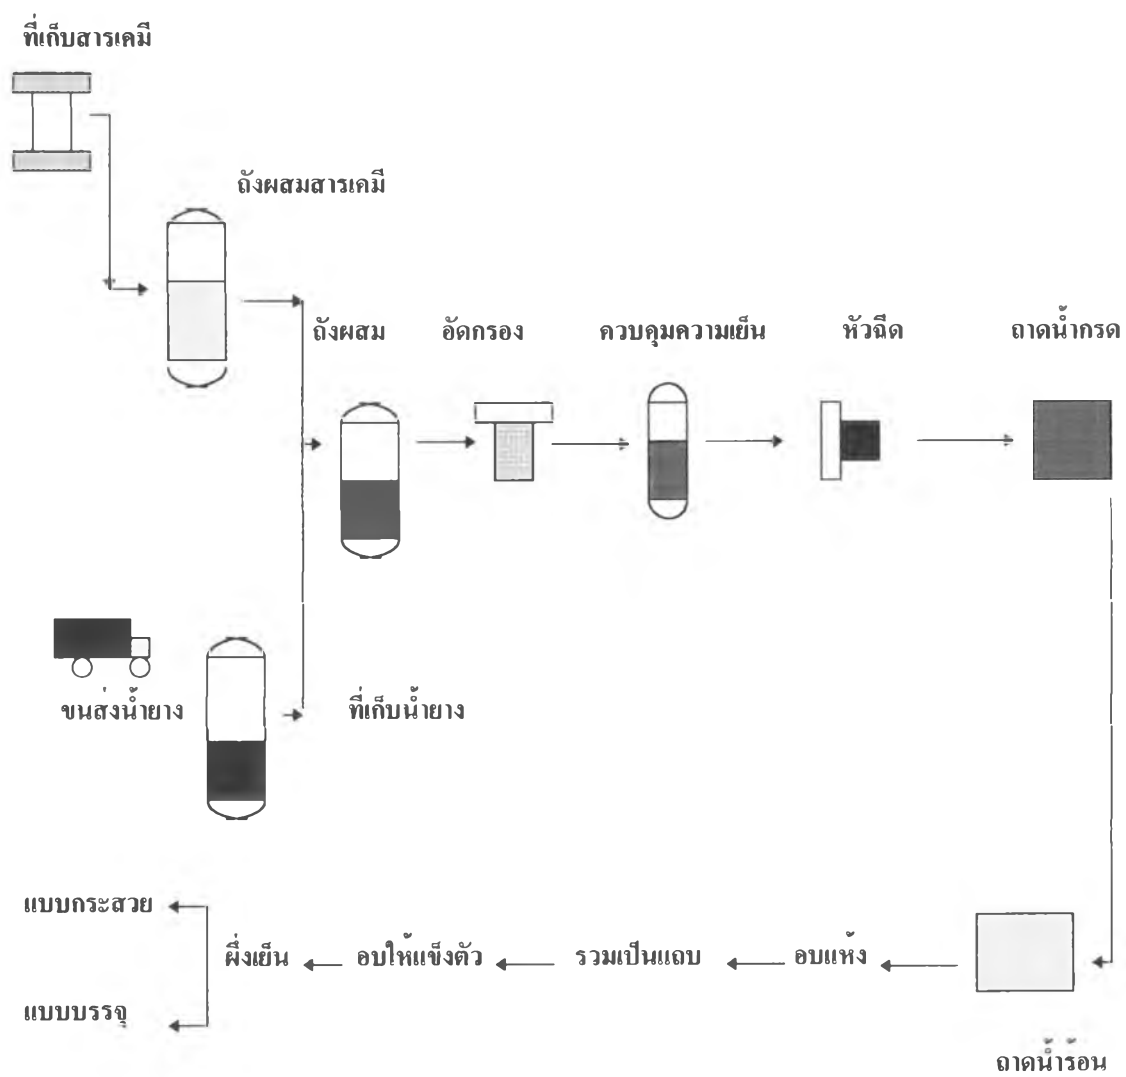 ที่เก็บสารเคมี
ถังผสมสารเคมี
ถังผสม
อัดกรอง
ควบคุมความเย็น
หัวฉีด
ถาดน้ำกรด
ขนส่งน้ำยาง
ที่เก็บน้ำยาง
แบบกระสวย
ผึ่งเย็น
อบให้แข็งตัว
รวมเป็นแถบ
อบแห้ง
แบบบรรจุ
ถาดน้ำร้อน